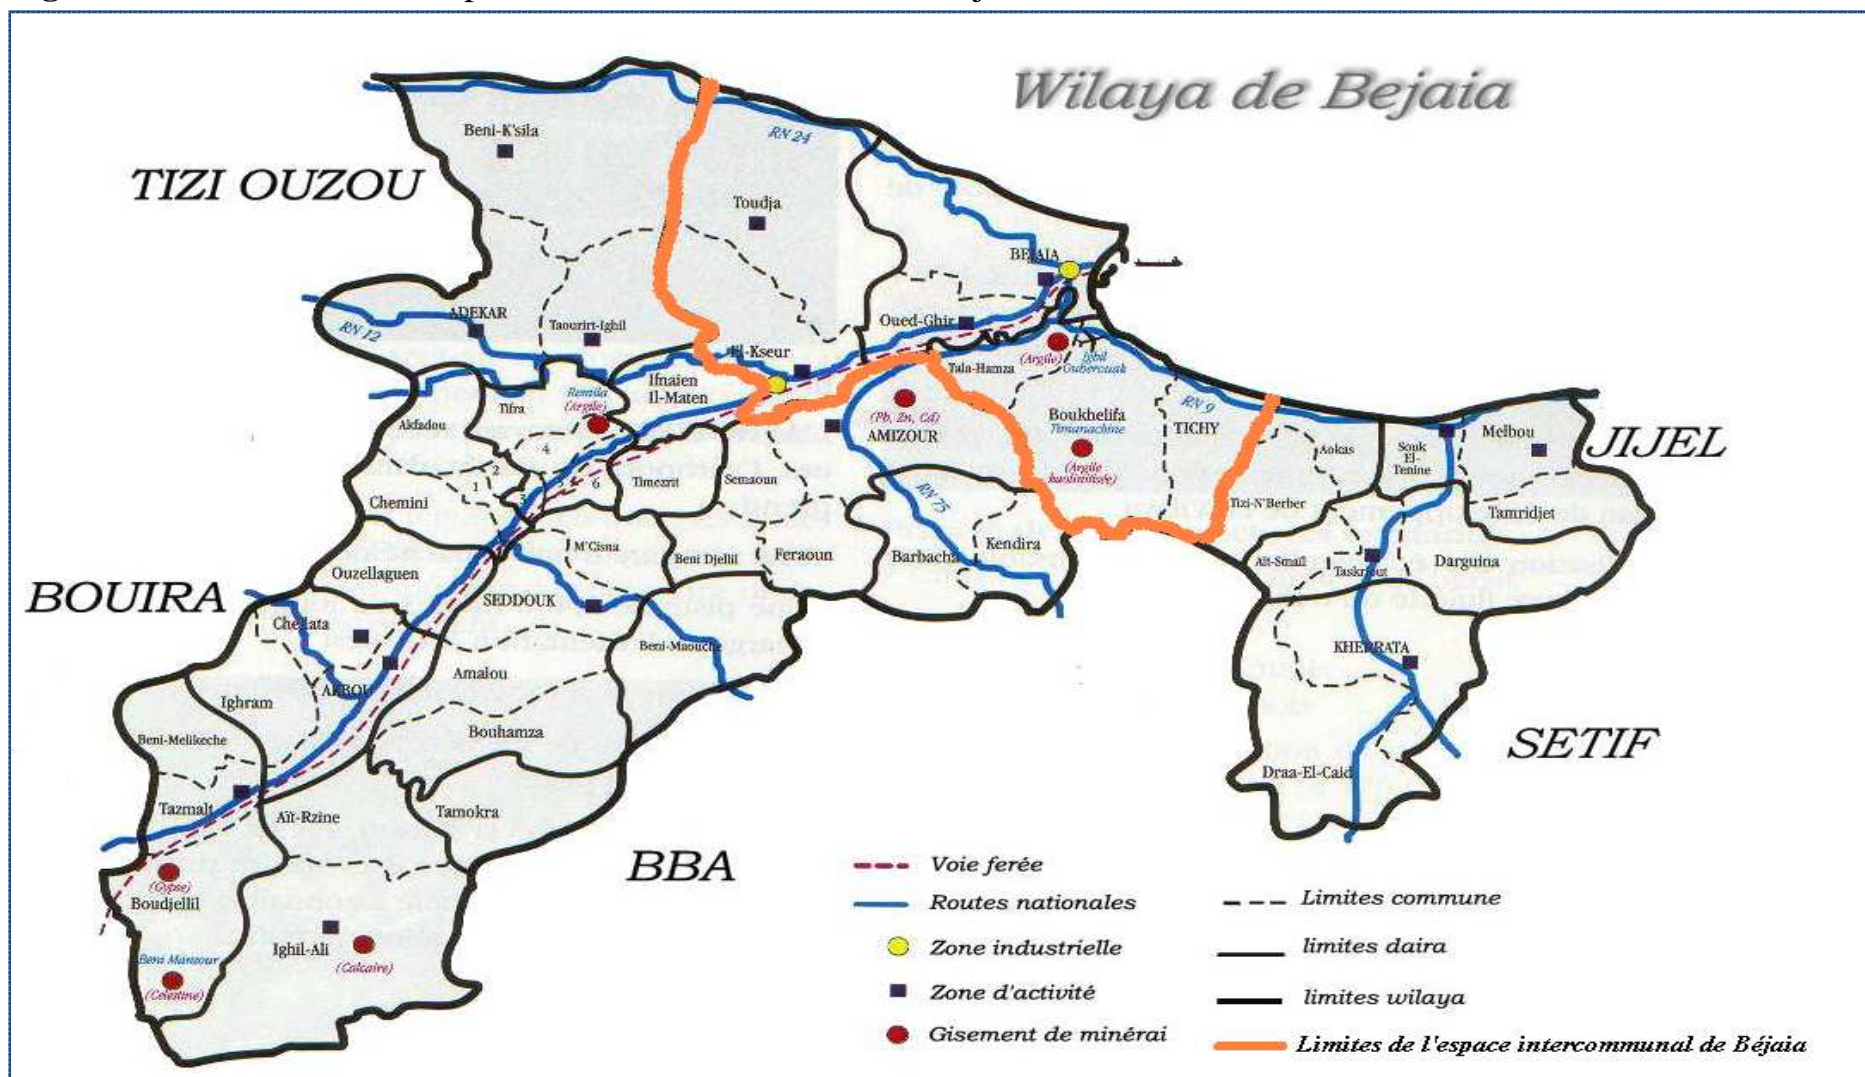 Wilaya de Bejaia
TIZI OUZOU
Beni-K'sila
RN 24
Toudja
BEJAIA
ADEKAR
RN 12
Taourirt-Ighil
Oued-Ghir
El-Kseur
Ifnaien
Il-Maten
Tala-Hamza
(Argile)
Ighil
Ouberouak
Remila
(Argile)
Tifra
Akfadou
4
2
1
3
5
6
Chemini
Timezrit
Semaoun
(Pb, Zn, Cd)
AMIZOUR
RN 75
Boukhelifa
Timanachine
(Argile
kaolinitisée)
RN 9
TICHY
Aokas
Souk
El-
Tenine
Melbou
JIJEL
Tizi-N'Berber
Tamridjet
Aït-Smaïl
Taskriout
Darguina
M'Cisna
Beni Djellil
Feraoun
Barbacha
Kendira
Ouzellaguen
BOUIRA
SEDDOUK
Chellata
Beni-Maouche
KHERRATA
AKBOU
Amalou
Ighram
Bouhamza
Beni-Melikeche
SETIF
Draa-El-Caid
Tazmalt
Aït-Rzine
Tamokra
BBA
(Gypse)
Boudjellil
Ighil-Ali
(Calcaire)
Beni Mansour
(Celestine)
Voie ferée
Routes nationales
Zone industrielle
Zone d'activité
Gisement de minérai
Limites commune
limites daira
limites wilaya
Limites de l'espace intercommunal de Béjaia